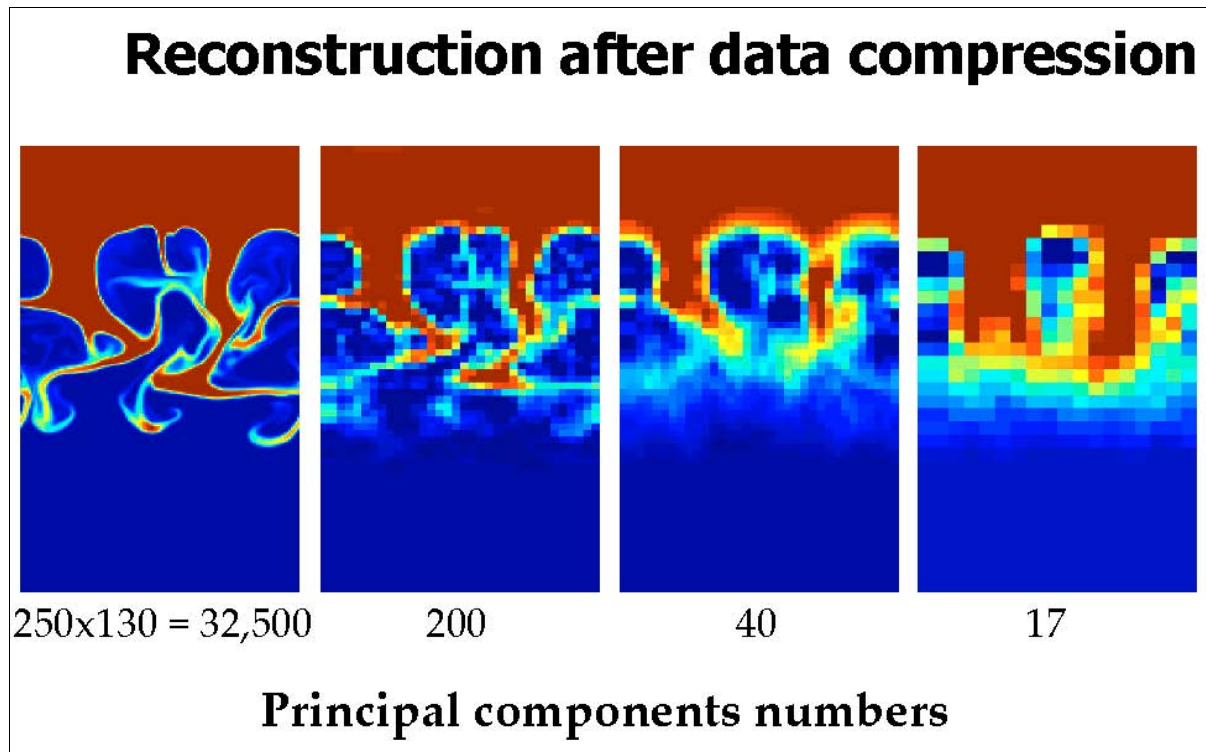 Reconstruction after data compression
250x130 = 32,500 200 40 17
Principal components numbers